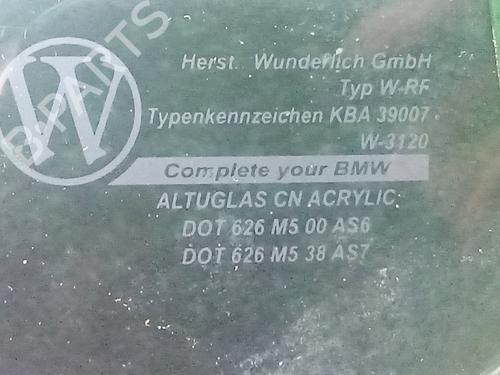 W
B-PARTS
Herst. Wunderlich GmbH
Typ W-RF
Typenkennzeichen KBA 39007
W-3120
Complete your BMW
ALTUGLAS CN ACRYLIC
DOT 626 M5 00 AS6
DOT 626 M5 38 AS7